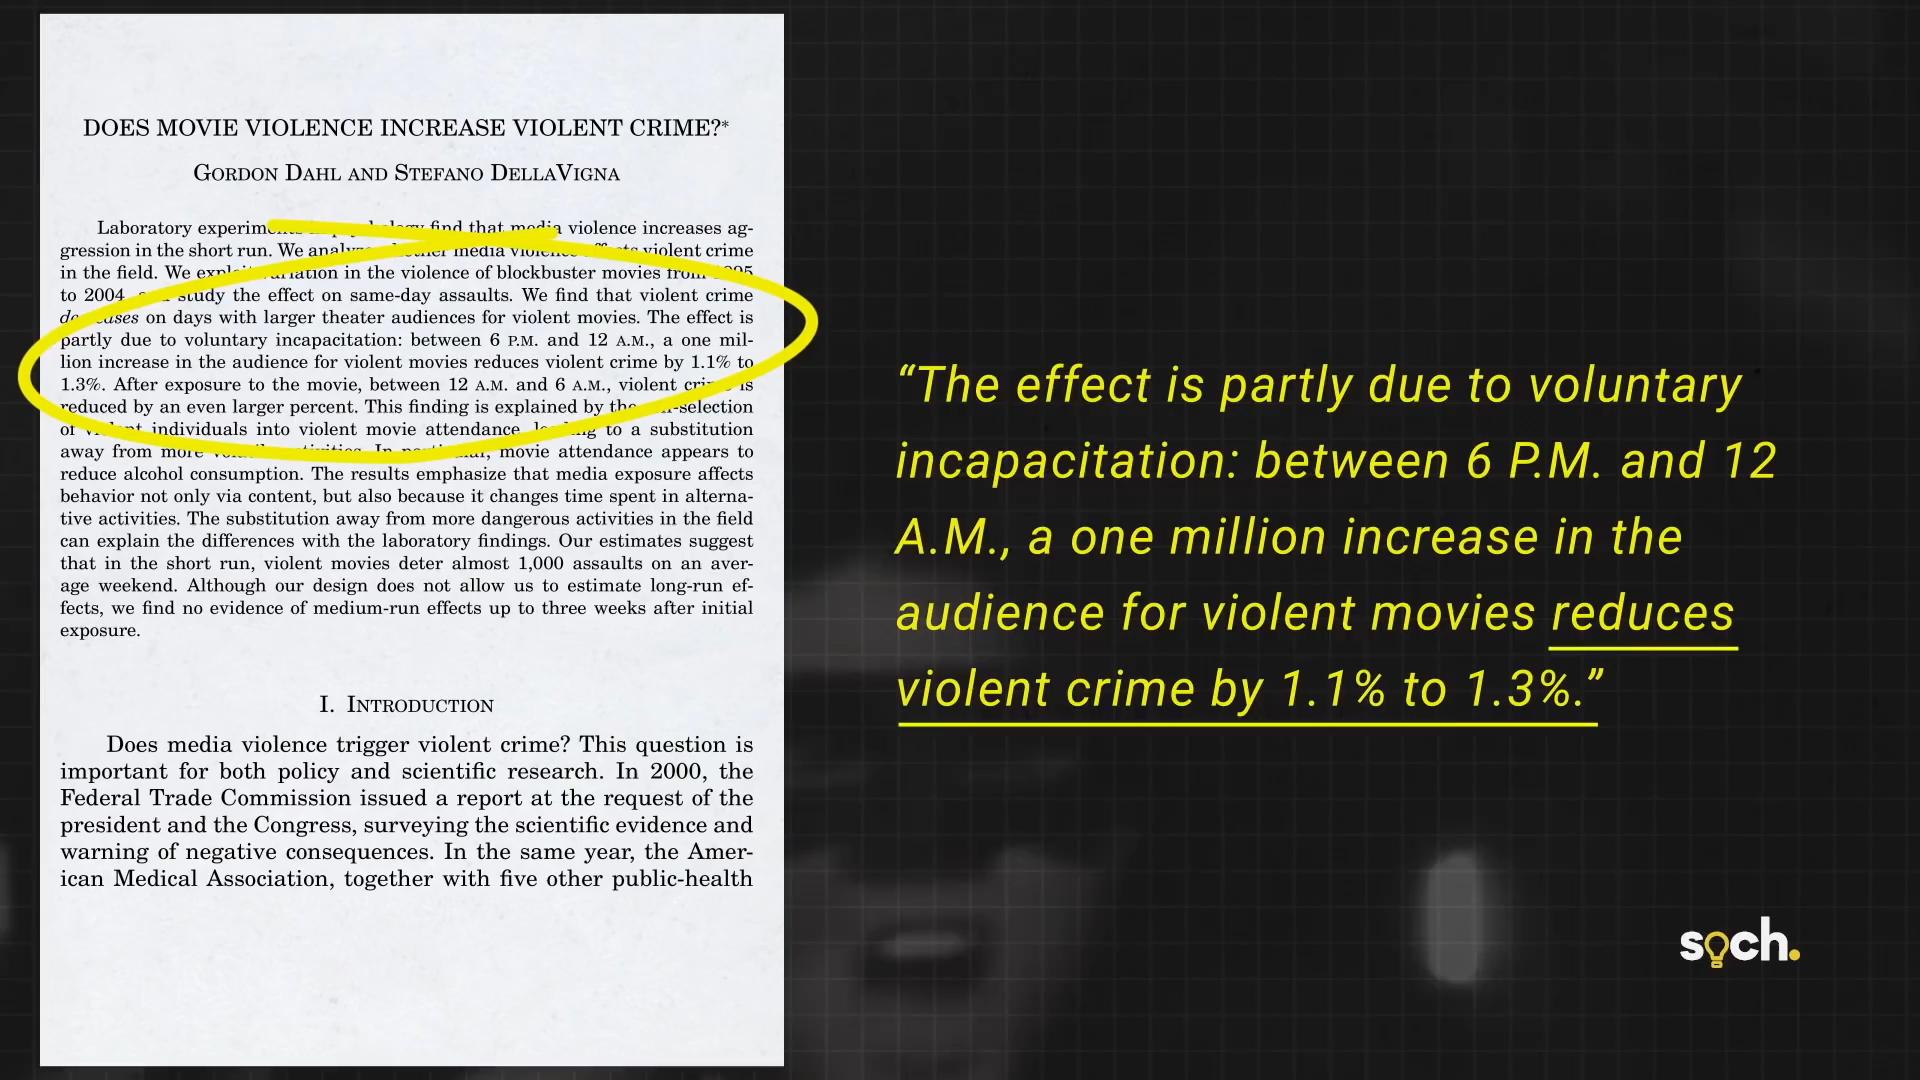 DOES MOVIE VIOLENCE INCREASE VIOLENT CRIME?*
GORDON DAHL AND STEFANO DELLAVIGNA
Laboratory find that media violence increases ag-
gression in the short run. We media violent crime
in the field. We variation in the violence of blockbuster movies from
to 2004, study the effect on same-day assaults. We find that violent crime
on days with larger theater audiences for violent movies. The effect is
partly due to voluntary incapacitation: between 6 P.M. and 12 A.M., a one mil-
lion increase in the audience for violent movies reduces violent crime by 1.1% to
1.3%. After exposure to the movie, between 12 A.M. and 6 A.M., violent is
reduced by an even larger percent. This finding is explained by
of individuals into violent movie attendance, to a substitution
away from more In movie attendance appears to
reduce alcohol consumption. The results emphasize that media exposure affects
behavior not only via content, but also because it changes time spent in alterna-
tive activities. The substitution away from more dangerous activities in the field
can explain the differences with the laboratory findings. Our estimates suggest
that in the short run, violent movies deter almost 1,000 assaults on an aver-
age weekend. Although our design does not allow us to estimate long-run ef-
fects, we find no evidence of medium-run effects up to three weeks after initial
exposure.
I. INTRODUCTION
Does media violence trigger violent crime? This question is
important for both policy and scientific research. In 2000, the
Federal Trade Commission issued a report at the request of the
president and the Congress, surveying the scientific evidence and
warning of negative consequences. In the same year, the Amer-
ican Medical Association, together with five other public-health
“The effect is partly due to voluntary
incapacitation: between 6 P.M. and 12
A.M., a one million increase in the
audience for violent movies reduces
violent crime by 1.1% to 1.3%.”
soch.